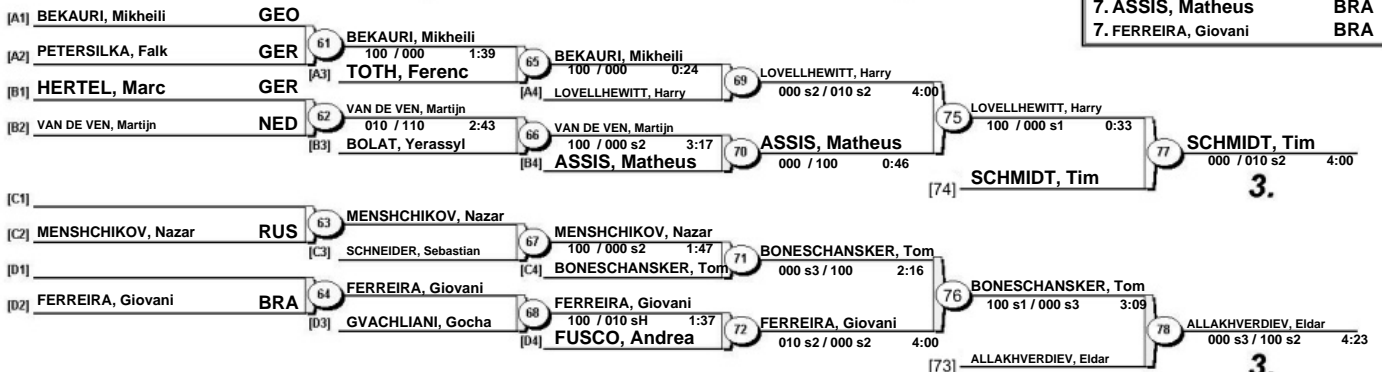 7. ASSIS, Matheus BRA
7. FERREIRA, Giovani BRA
[A1] BEKAURI, Mikheili GEO
[A2] PETERSILKA, Falk GER
61 BEKAURI, Mikheili
100 / 000 1:39
[A3] TOTH, Ferenc
65 BEKAURI, Mikheili
100 / 000 0:24
[A4] LOVELLHEWITT, Harry
69 LOVELLHEWITT, Harry
000 s2 / 010 s2 4:00
[B1] HERTEL, Marc GER
[B2] VAN DE VEN, Martijn NED
62 VAN DE VEN, Martijn
010 / 110 2:43
[B3] BOLAT, Yerassyl
66 VAN DE VEN, Martijn
100 / 000 s2 3:17
[B4] ASSIS, Matheus
70 ASSIS, Matheus
000 / 100 0:46
75 LOVELLHEWITT, Harry
100 / 000 s1 0:33
[74] SCHMIDT, Tim
77 SCHMIDT, Tim
000 / 010 s2 4:00
3.
[C1]
[C2] MENSHCHIKOV, Nazar RUS
63 MENSHCHIKOV, Nazar
[C3] SCHNEIDER, Sebastian
67 MENSHCHIKOV, Nazar
100 / 000 s2 1:47
[C4] BONESCHANSKER, Tom
71 BONESCHANSKER, Tom
000 s3 / 100 2:16
[D1]
[D2] FERREIRA, Giovani BRA
64 FERREIRA, Giovani
[D3] GVACHLIANI, Gocha
68 FERREIRA, Giovani
100 / 010 sH 1:37
[D4] FUSCO, Andrea
72 FERREIRA, Giovani
010 s2 / 000 s2 4:00
76 BONESCHANSKER, Tom
100 s1 / 000 s3 3:09
[73] ALLAKHVERDIEV, Eldar
78 ALLAKHVERDIEV, Eldar
000 s3 / 100 s2 4:23
3.